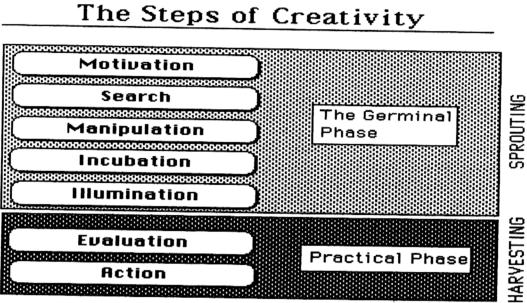 The Steps of Creativity
Motivation
Search
Manipulation
Incubation
Illumination
The Germinal
Phase
SPROUTING
Evaluation
Action
Practical Phase
HARVESTING